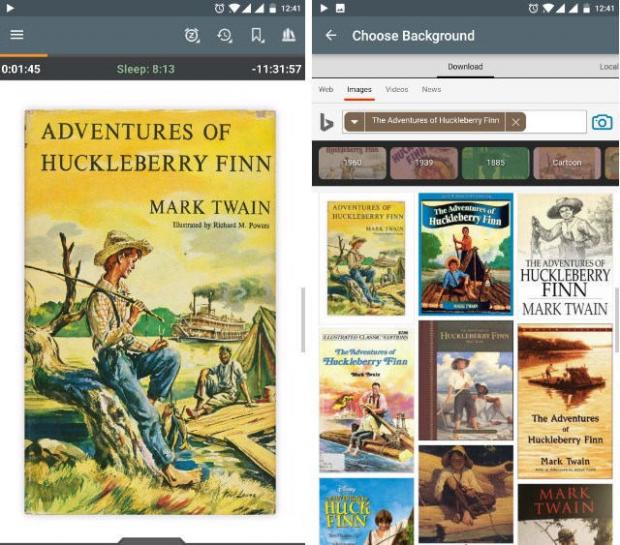 12:41
0:01:45
Sleep: 8:13
-11:31:57
ADVENTURES OF
HUCKLEBERRY FINN
MARK TWAIN
Illustrated by Richard M. Powers
12:41
Choose Background
Download
Local
Web
Images
Videos
News
The Adventures of Huckleberry Finn
1960
1939
1885
Cartoon
ADVENTURES OF
HUCKLEBERRY FINN
MARK TWAIN
The Adventures of
Huckleberry Finn
MARK TWAIN
THE ADVENTURES OF
HUCKLEBERRY
FINN
MARK TWAIN
ILLUSTRATED CLASSIC EDITIONS
The Adventures of
Huckleberry Finn
Mark Twain
HUCKLEBERRY FINN
The Adventures
of
Huckleberry Finn
Mark Twain
Disney
HUCK
FINN
MARK
TWAIN